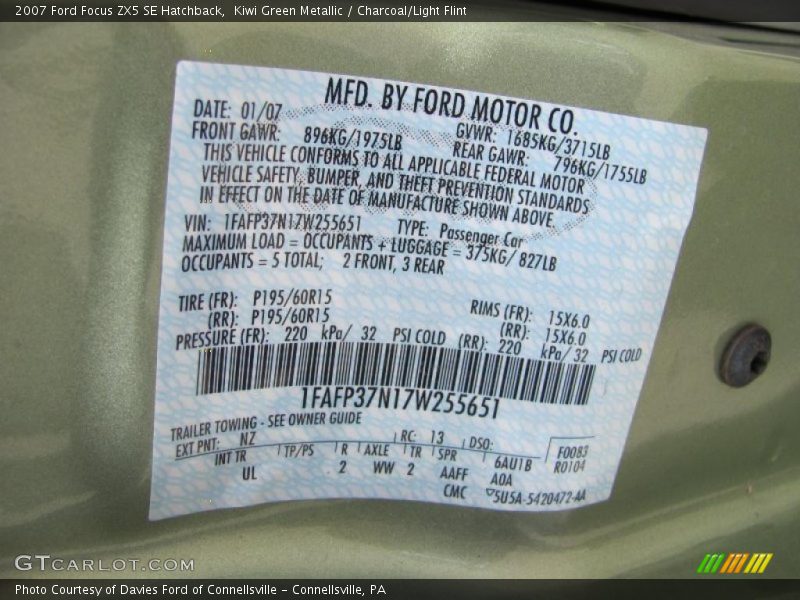 2007 Ford Focus ZX5 SE Hatchback,  Kiwi Green Metallic / Charcoal/Light Flint
MFD. BY FORD MOTOR CO.
DATE: 01/07 GVWR: 1685KG/3715LB
FRONT GAWR: 896KG/1975LB REAR GAWR: 796KG/1755LB
THIS VEHICLE CONFORMS TO ALL APPLICABLE FEDERAL MOTOR
VEHICLE SAFETY, BUMPER, AND THEFT PREVENTION STANDARDS
IN EFFECT ON THE DATE OF MANUFACTURE SHOWN ABOVE.
VIN: 1FAFP37N17W255651 TYPE: Passenger Car
MAXIMUM LOAD = OCCUPANTS + LUGGAGE = 375KG/ 827LB
OCCUPANTS = 5 TOTAL; 2 FRONT, 3 REAR
TIRE (FR): P195/60R15 RIMS (FR): 15X6.0
(RR): P195/60R15 (RR): 15X6.0
PRESSURE (FR): 220 kPa/ 32 PSI COLD (RR): 220 kPa/ 32 PSI COLD
1FAFP37N17W255651
TRAILER TOWING - SEE OWNER GUIDE
EXT PNT: NZ RC: 13 DSO: F0083
INT TR TP/PS R AXLE TR SPR 6AU1B R0104
UL 2 WW 2 AAFF A0A
CMC ▽5U5A-5420472-AA
GTCARLOT.COM
Photo Courtesy of Davies Ford of Connellsville – Connellsville, PA